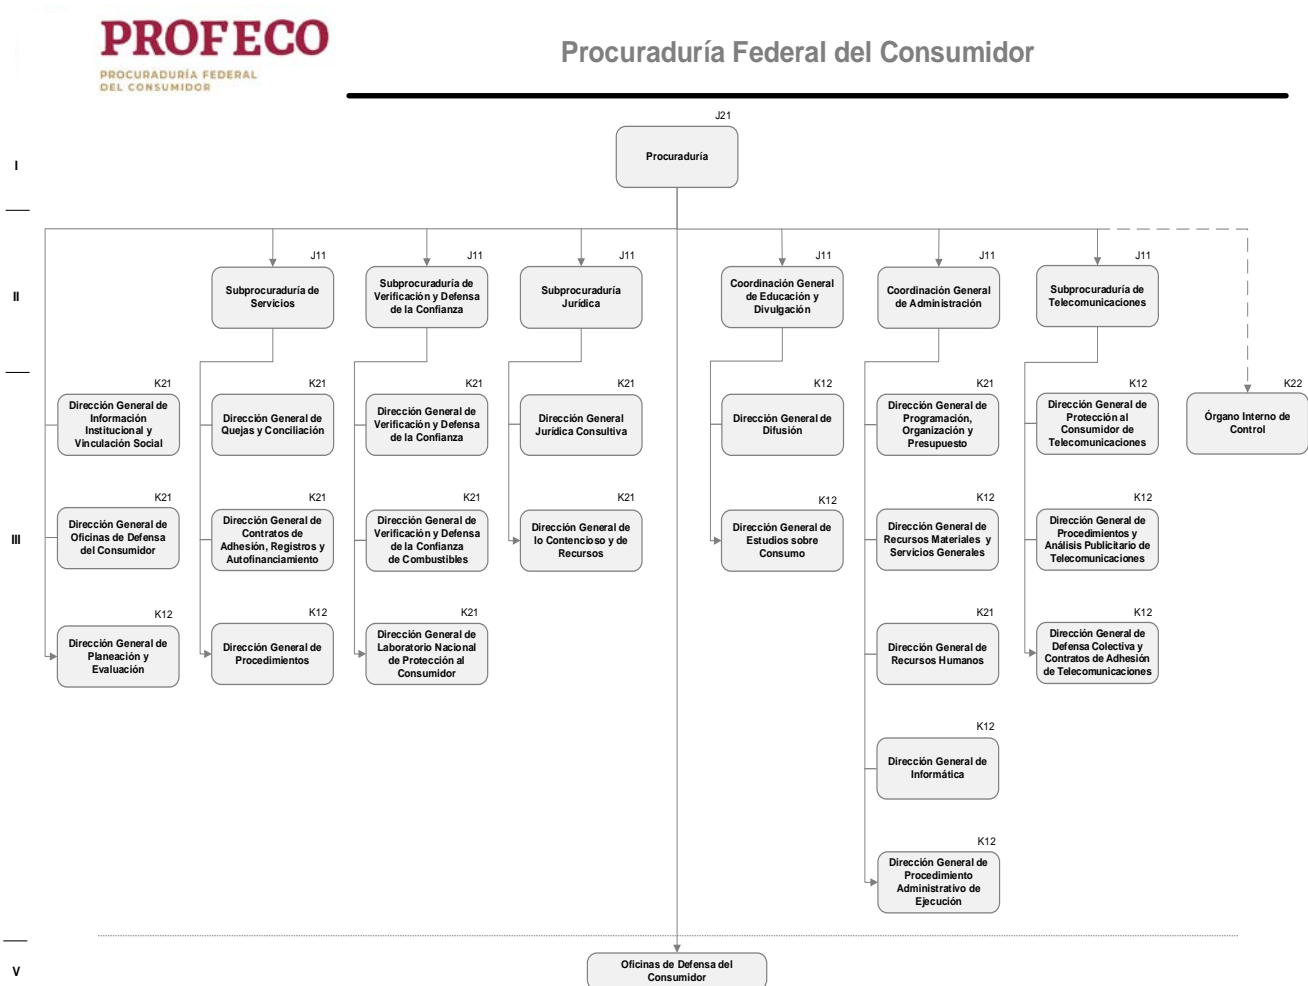 PROFECO
PROCURADURÍA FEDERAL
DEL CONSUMIDOR
Procuraduría Federal del Consumidor
J21
Procuraduría
I
II
J11
Subprocuraduría de
Servicios
J11
Subprocuraduría de
Verificación y Defensa
de la Confianza
J11
Subprocuraduría
Jurídica
J11
Coordinación General
de Educación y
Divulgación
J11
Coordinación General
de Administración
J11
Subprocuraduría de
Telecomunicaciones
III
K21
Dirección General de
Información
Institucional y
Vinculación Social
K21
Dirección General de
Quejas y Conciliación
K21
Dirección General de
Verificación y Defensa
de la Confianza
K21
Dirección General
Jurídica Consultiva
K12
Dirección General de
Difusión
K21
Dirección General de
Programación,
Organización y
Presupuesto
K12
Dirección General de
Protección al
Consumidor de
Telecomunicaciones
K22
Órgano Interno de
Control
K21
Dirección General de
Oficinas de Defensa
del Consumidor
K21
Dirección General de
Contratos de
Adhesión, Registros y
Autofinanciamiento
K21
Dirección General de
Verificación y Defensa
de la Confianza
de Combustibles
K21
Dirección General de
lo Contencioso y de
Recursos
K12
Dirección General de
Estudios sobre
Consumo
K12
Dirección General de
Recursos Materiales y
Servicios Generales
K12
Dirección General de
Procedimientos y
Análisis Publicitario de
Telecomunicaciones
K12
Dirección General de
Planeación y
Evaluación
K12
Dirección General de
Procedimientos
K21
Dirección General de
Laboratorio Nacional
de Protección al
Consumidor
K21
Dirección General de
Recursos Humanos
K12
Dirección General de
Defensa Colectiva y
Contratos de Adhesión
de Telecomunicaciones
K12
Dirección General de
Informática
K12
Dirección General de
Procedimiento
Administrativo de
Ejecución
V
Oficinas de Defensa del
Consumidor